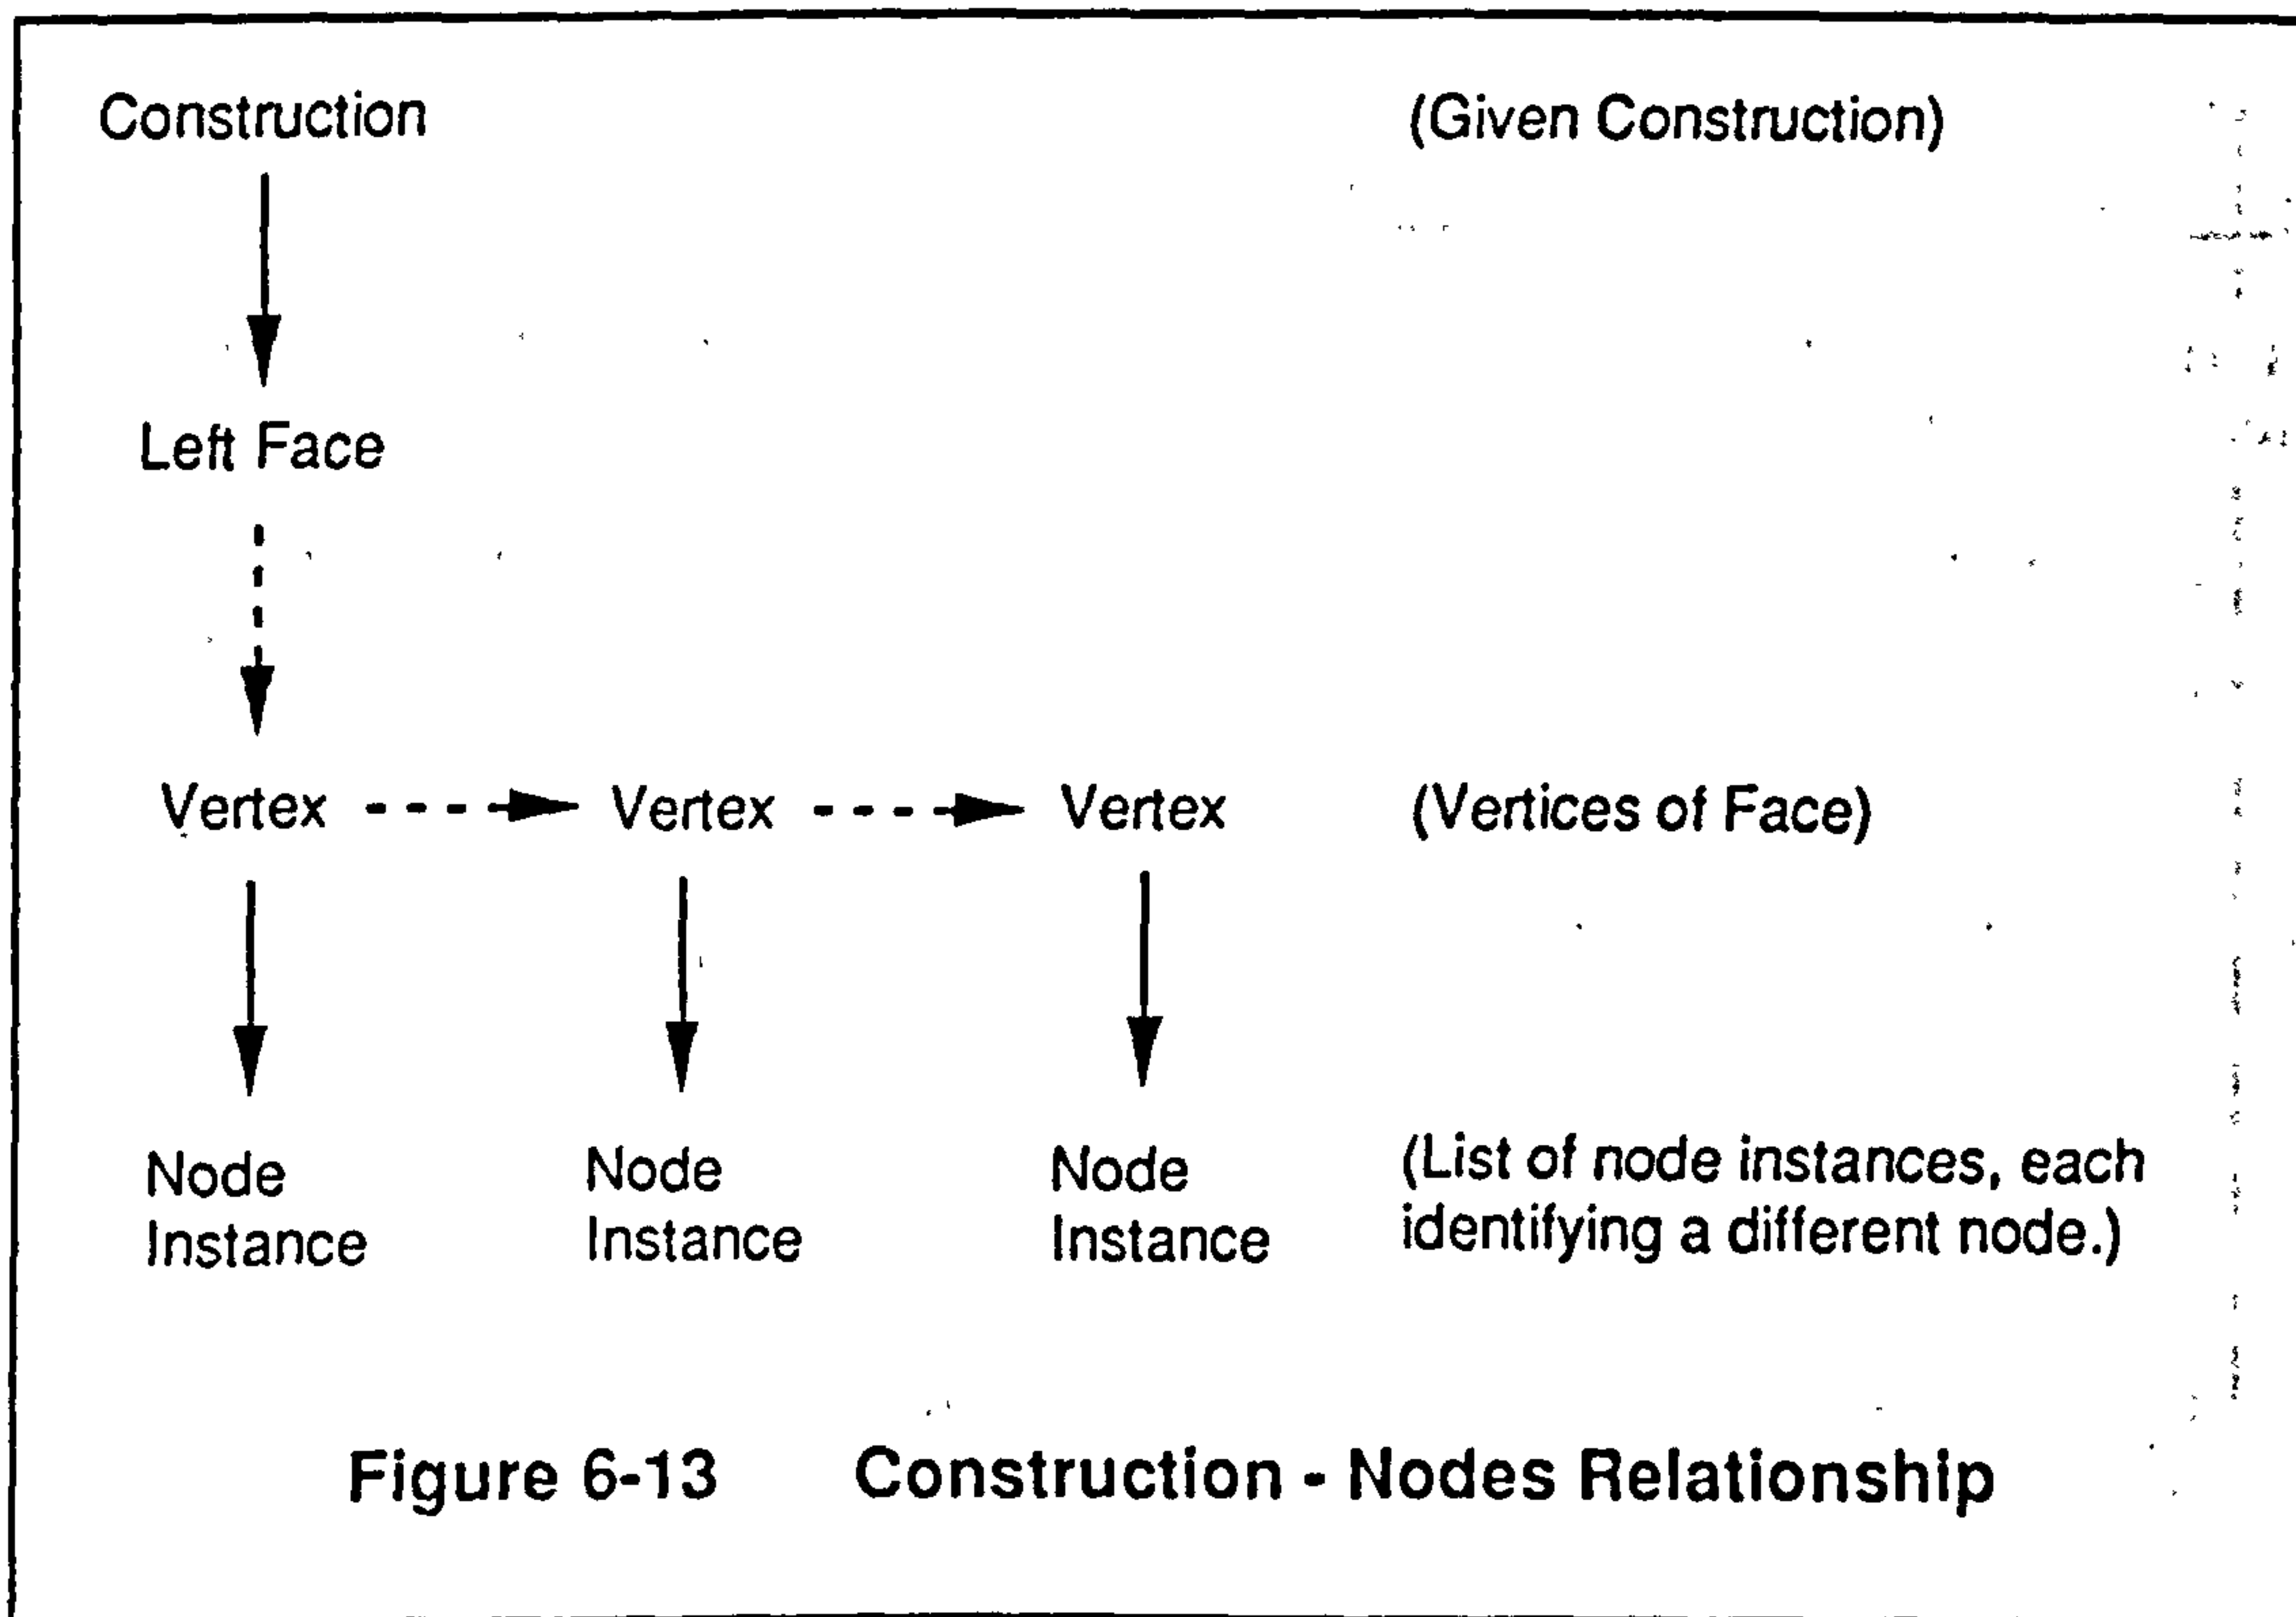 Construction (Given Construction)
Left Face
Vertex Vertex Vertex (Vertices of Face)
Node Node Node (List of node instances, each
Instance Instance Instance identifying a different node.)
Figure 6-13 Construction - Nodes Relationship